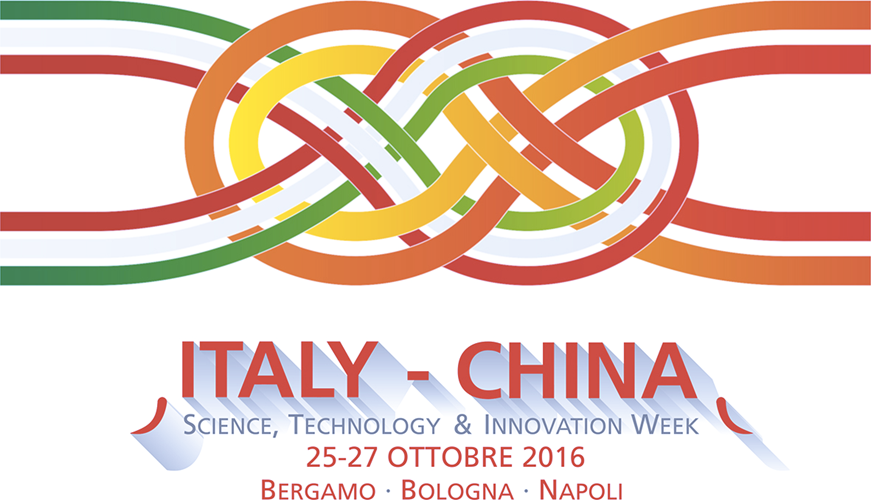 ITALY - CHINA
SCIENCE, TECHNOLOGY & INNOVATION WEEK
25-27 OTTOBRE 2016
BERGAMO · BOLOGNA · NAPOLI